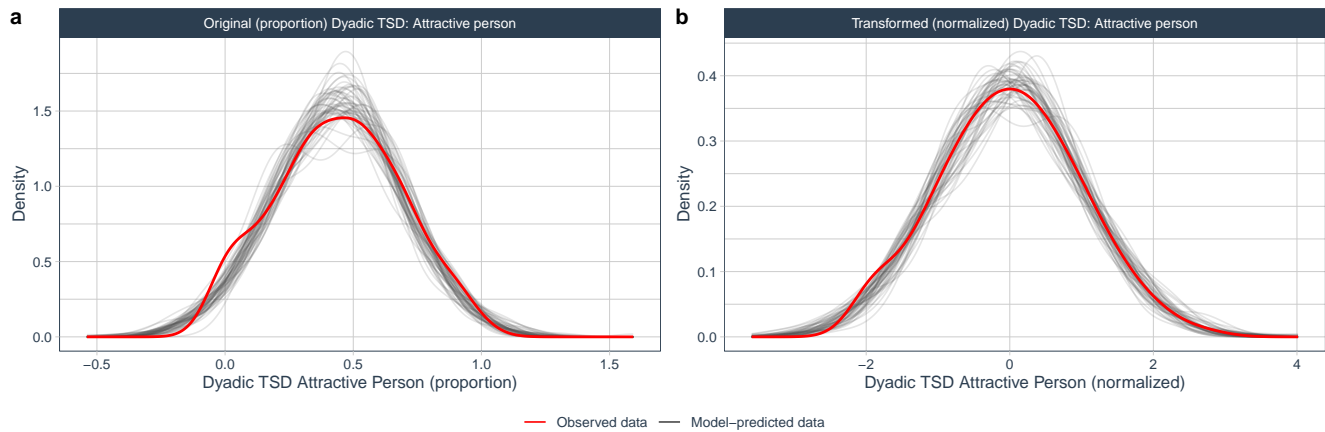 a
Original (proportion) Dyadic TSD: Attractive person
Density
1.5
1.0
0.5
0.0
−0.5 0.0 0.5 1.0 1.5
Dyadic TSD Attractive Person (proportion)
b
Transformed (normalized) Dyadic TSD: Attractive person
Density
0.4
0.3
0.2
0.1
0.0
−2 0 2 4
Dyadic TSD Attractive Person (normalized)
Observed data Model−predicted data